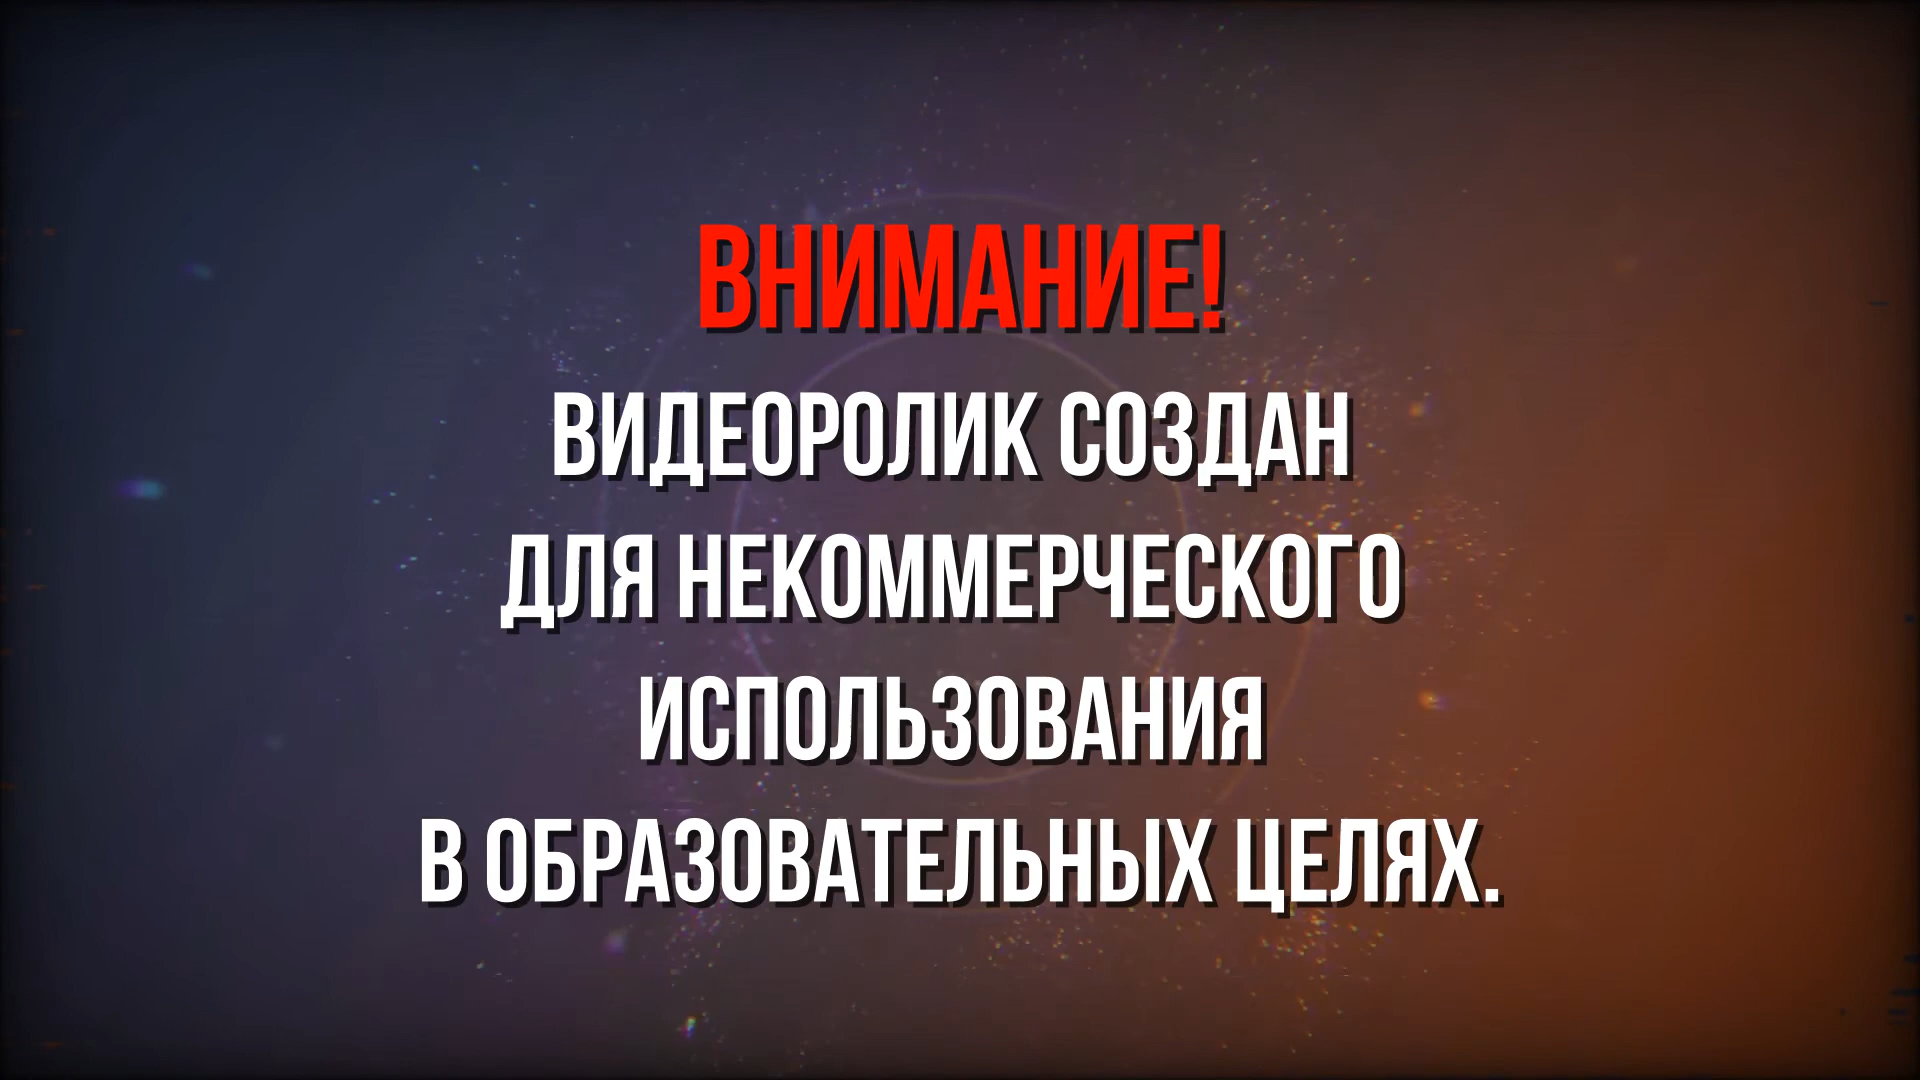 ВНИМАНИЕ!
ВИДЕОРОЛИК СОЗДАН
ДЛЯ НЕКОММЕРЧЕСКОГО
ИСПОЛЬЗОВАНИЯ
В ОБРАЗОВАТЕЛЬНЫХ ЦЕЛЯХ.